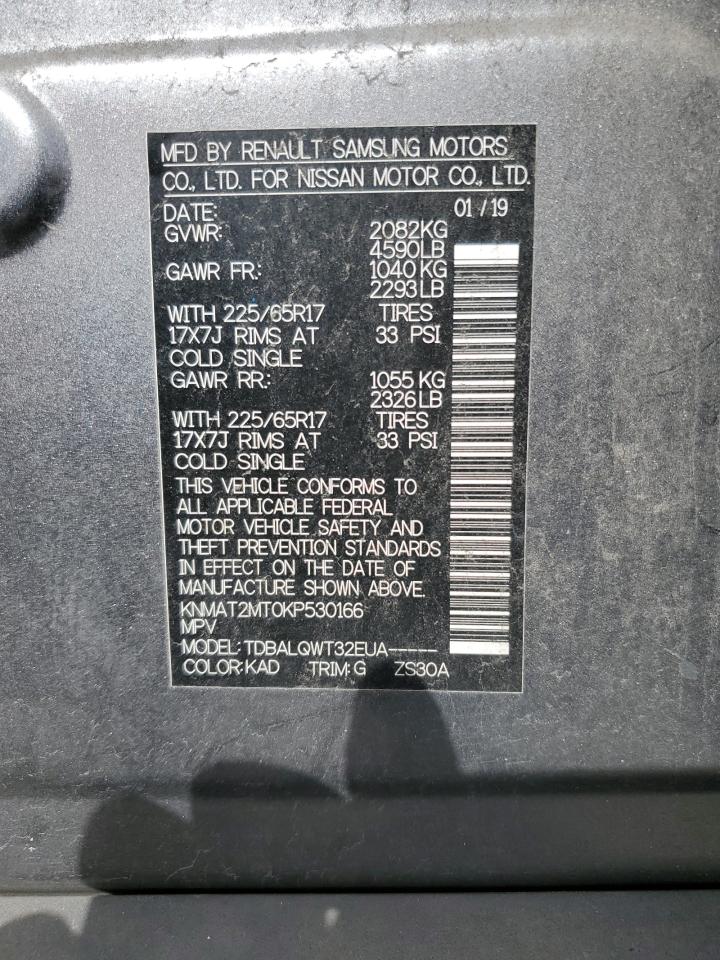 MFD BY RENAULT SAMSUNG MOTORS
CO., LTD. FOR NISSAN MOTOR CO., LTD.
DATE: 01 / 19
GVWR: 2082KG
4590LB
GAWR FR.: 1040 KG
2293 LB
WITH 225/65R17 TIRES
17X7J RIMS AT 33 PSI
COLD SINGLE
GAWR RR.: 1055 KG
2326 LB
WITH 225/65R17 TIRES
17X7J RIMS AT 33 PSI
COLD SINGLE
THIS VEHICLE CONFORMS TO
ALL APPLICABLE FEDERAL
MOTOR VEHICLE SAFETY AND
THEFT PREVENTION STANDARDS
IN EFFECT ON THE DATE OF
MANUFACTURE SHOWN ABOVE.
KNMAT2MT0KP530166
MPV
MODEL: TDBALQWT32EUA-----
COLOR:KAD TRIM:G ZS30A